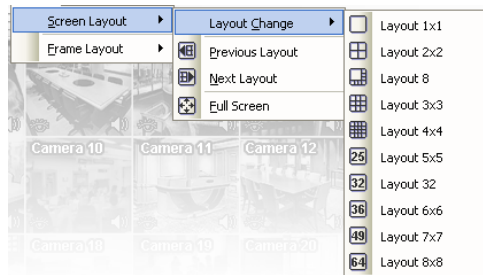 Screen Layout
Frame Layout
Layout Change
Previous Layout
Next Layout
Full Screen
Layout 1x1
Layout 2x2
Layout 8
Layout 3x3
Layout 4x4
25 Layout 5x5
32 Layout 32
36 Layout 6x6
49 Layout 7x7
64 Layout 8x8
Camera 10
Camera 11
Camera 12
Camera 18
Camera 19
Camera 20